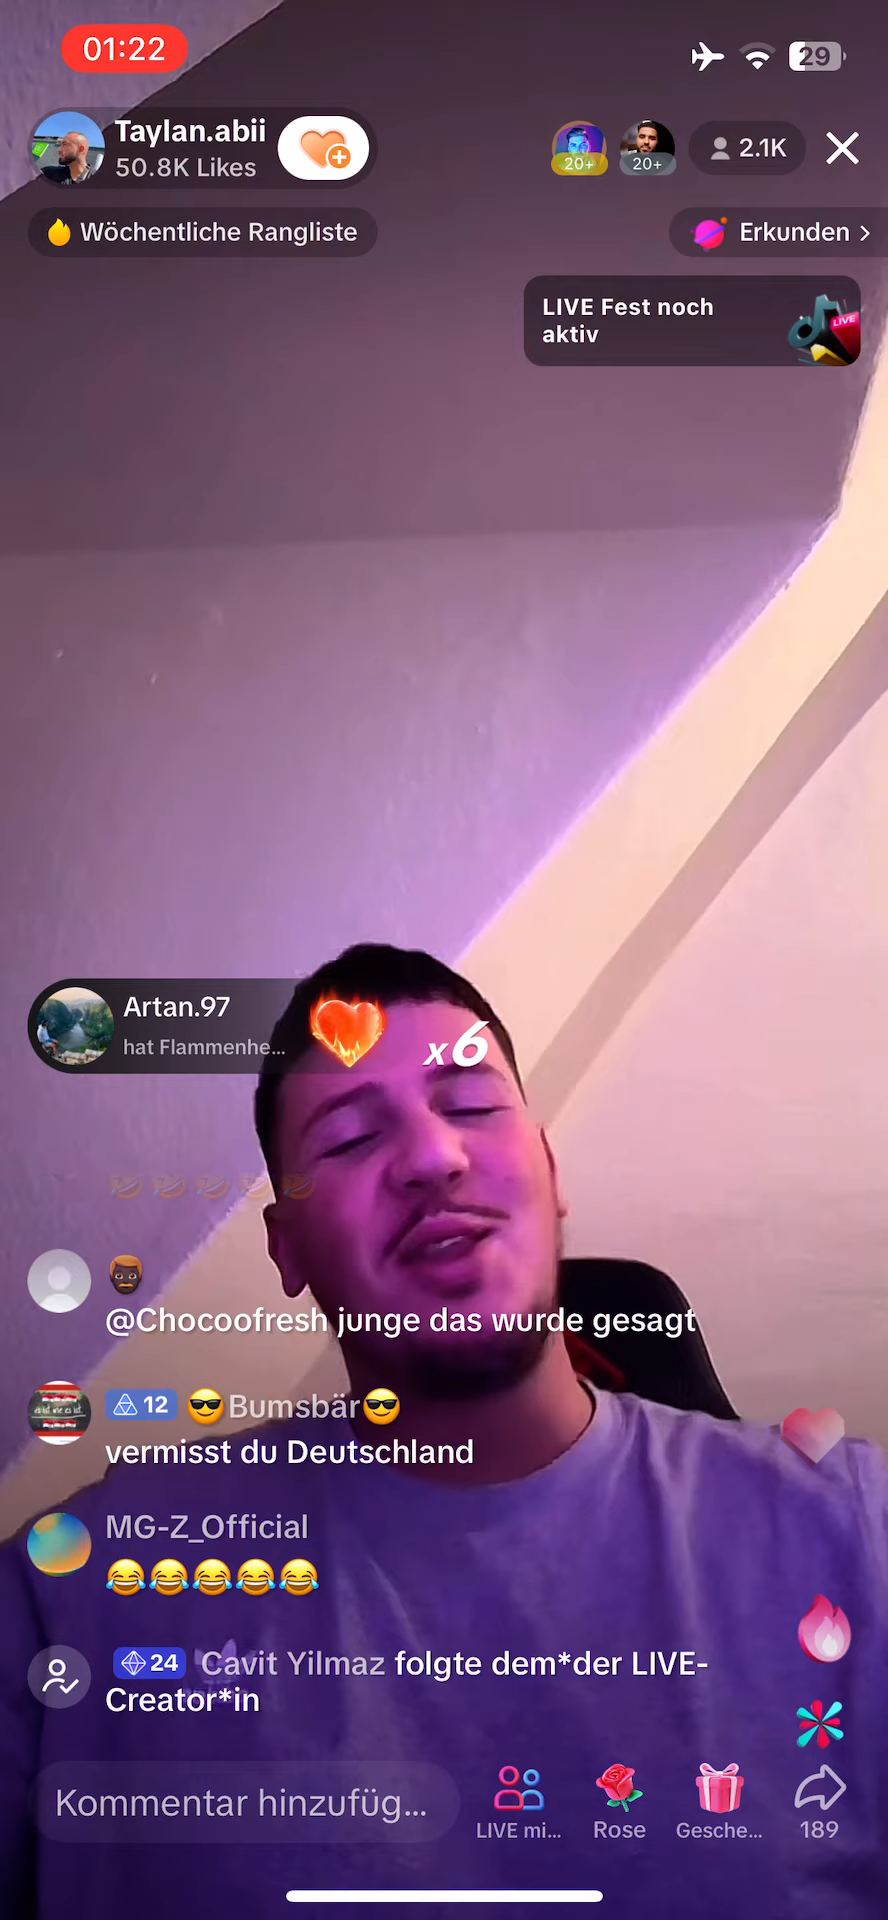 01:22
29
Taylan.abii
50.8K Likes
20+
20+
2.1K
Wöchentliche Rangliste
Erkunden >
LIVE Fest noch
aktiv
LIVE
Artan.97
hat Flammenhe...
x6
@Chocoofresh junge das wurde gesagt
12 😎Bumsbär😎
vermisst du Deutschland
MG-Z_Official
😂😂😂😂😂
24 Cavit Yilmaz folgte dem*der LIVE-
Creator*in
Kommentar hinzufüg...
LIVE mi...
Rose
Gesche...
189